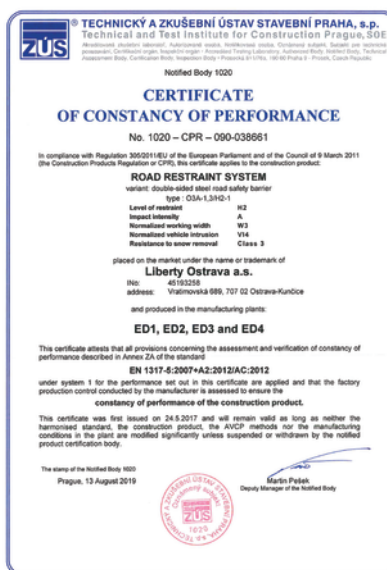 ZÚS
® TECHNICKÝ A ZKUŠEBNÍ ÚSTAV STAVEBNÍ PRAHA, s.p.
Technical and Test Institute for Construction Prague, SOE
Notified Body 1020
CERTIFICATE
OF CONSTANCY OF PERFORMANCE
No. 1020 – CPR – 090-038661
In compliance with Regulation 305/2011/EU of the European Parliament and of the Council of 9 March 2011
(the Construction Products Regulation or CPR), this certificate applies to the construction product:
ROAD RESTRAINT SYSTEM
variant: double-sided steel road safety barrier
type : O3A-1,3/H2-1
Level of restraint H2
Impact intensity A
Normalized working width W3
Normalized vehicle intrusion VI4
Resistance to snow removal Class 3
placed on the market under the name or trademark of
Liberty Ostrava a.s.
INo: 45193258
address: Vratimovská 689, 707 02 Ostrava-Kunčice
and produced in the manufacturing plants:
ED1, ED2, ED3 and ED4
This certificate attests that all provisions concerning the assessment and verification of constancy of
performance described in Annex ZA of the standard
EN 1317-5:2007+A2:2012/AC:2012
under system 1 for the performance set out in this certificate are applied and that the factory
production control conducted by the manufacturer is assessed to ensure the
constancy of performance of the construction product.
This certificate was first issued on 24.5.2017 and will remain valid as long as neither the
harmonised standard, the construction product, the AVCP methods nor the manufacturing
conditions in the plant are modified significantly unless suspended or withdrawn by the notified
product certification body.
The stamp of the Notified Body 1020
Prague, 13 August 2019
Martin Pešek
Deputy Manager of the Notified Body
ZÚS
1020